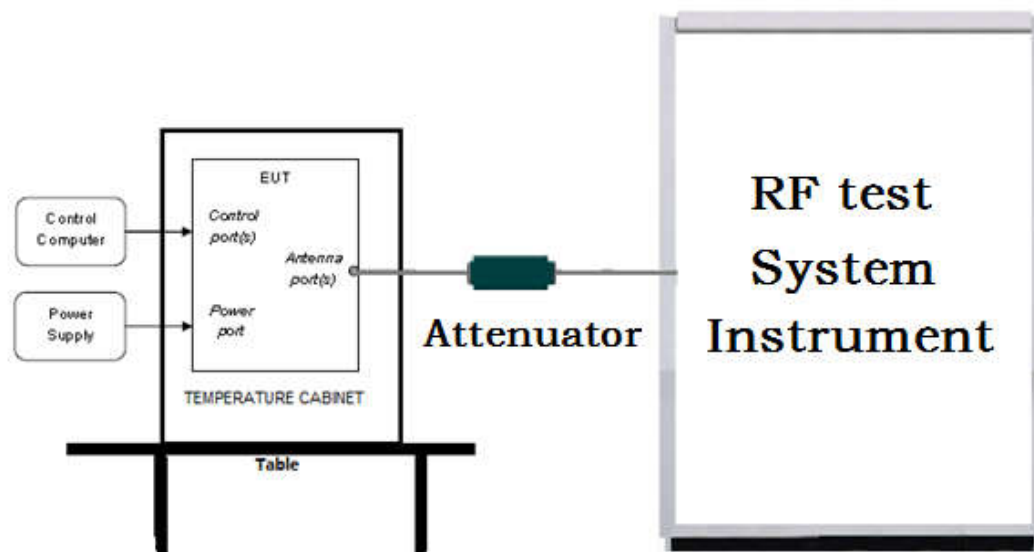 Control
Computer
Power
Supply
EUT
Control
port(s)
Antenna
port(s)
Power
port
TEMPERATURE CABINET
Table
Attenuator
RF test
System
Instrument